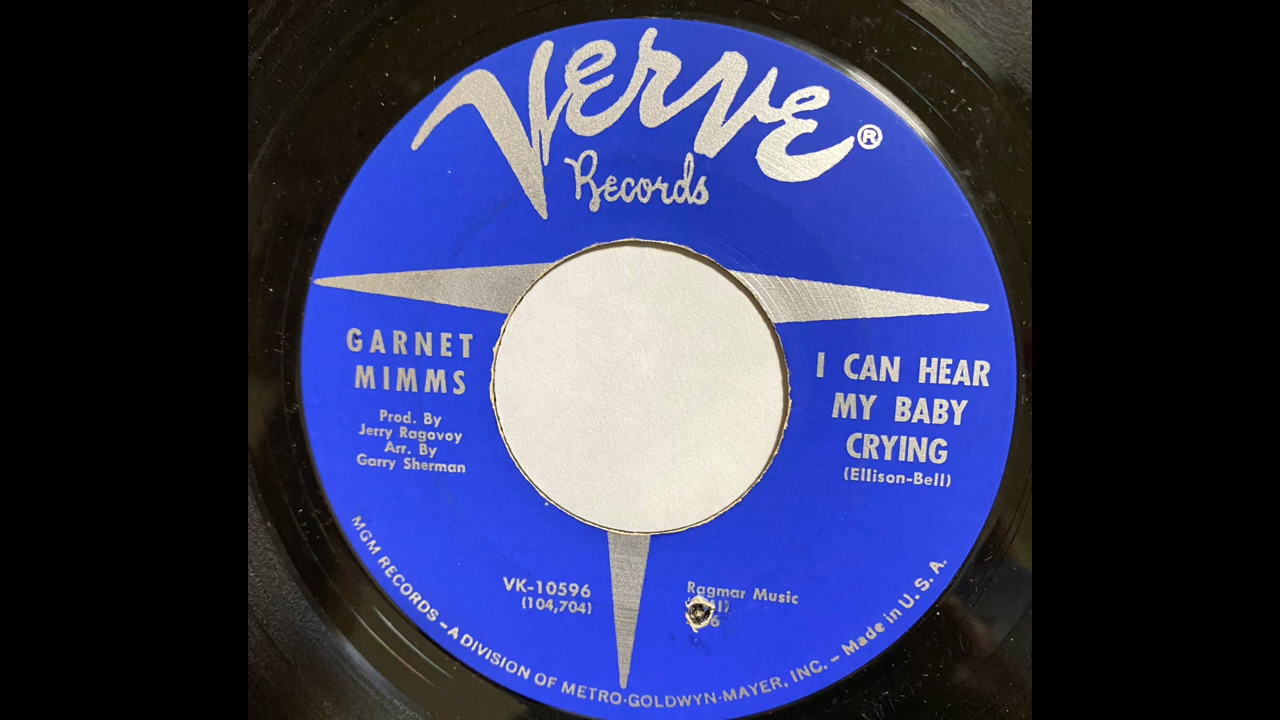 Verve ®
Records
GARNET
MIMMS
Prod. By
Jerry Ragovoy
Arr. By
Garry Sherman
I CAN HEAR
MY BABY
CRYING
(Ellison-Bell)
VK-10596
(104,704)
Ragmar Music
MGM RECORDS – A DIVISION OF METRO-GOLDWYN-MAYER, INC. – Made in U. S. A.